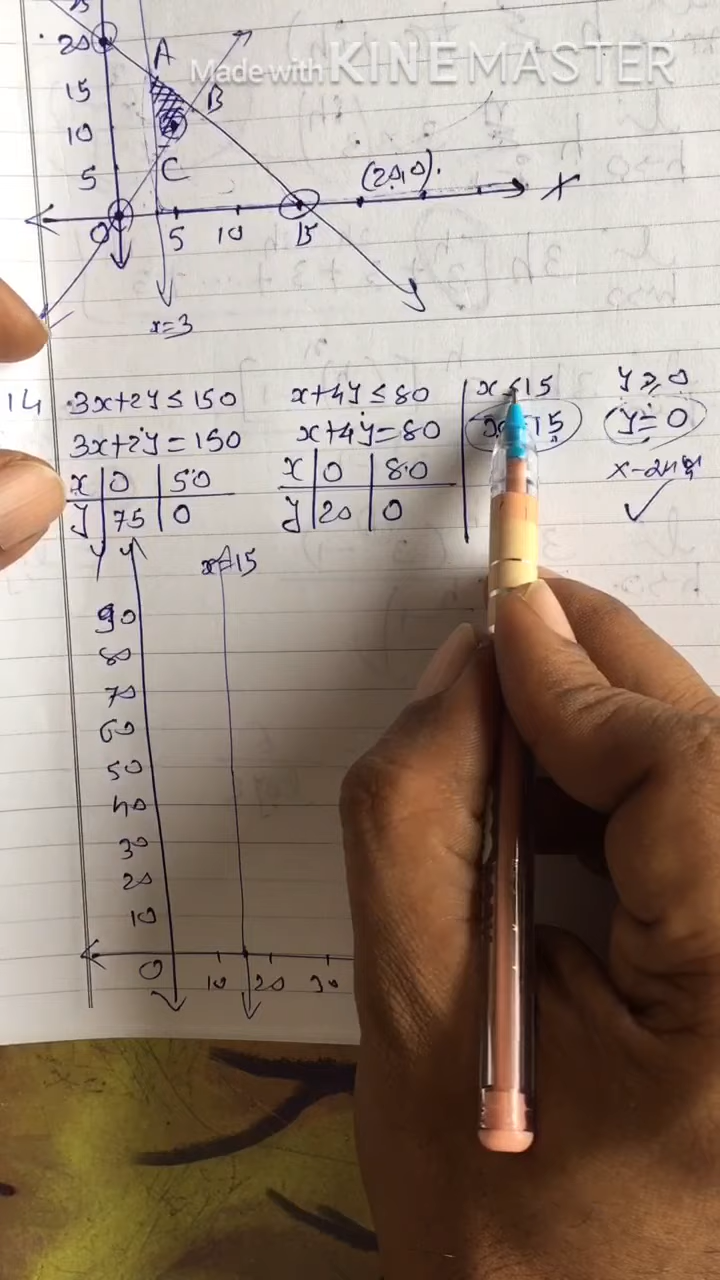 20
A
Made with KINEMASTER
15
B
10
C
5
(20,0).
X
0 5 10 15
x=3
14 3x+2y ≤ 150 x+4y ≤ 80 x ≤ 15 y ≥ 0
3x+2y = 150 x+4y = 80 15 y = 0
x 0 50 x 0 80
y 75 0 y 20 0
y x=15
90
80
70
60
50
40
30
20
10
0 10 20 30